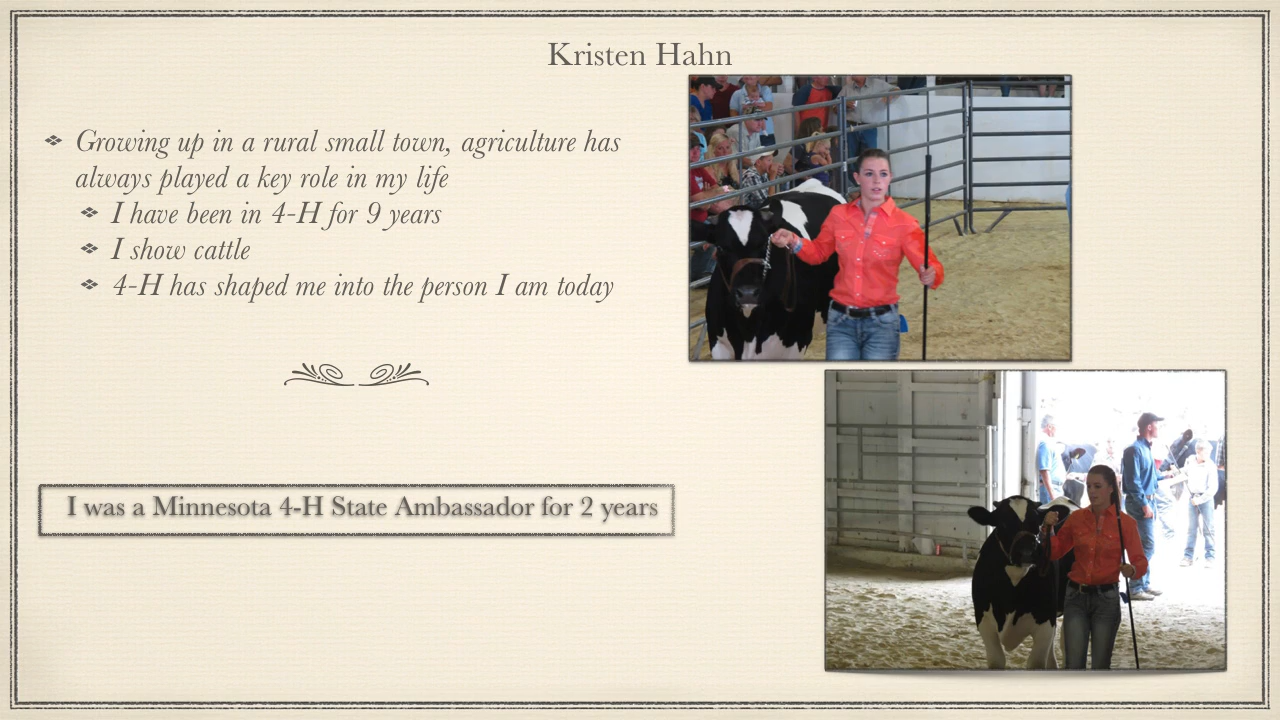 Kristen Hahn
Growing up in a rural small town, agriculture has
always played a key role in my life
I have been in 4-H for 9 years
I show cattle
4-H has shaped me into the person I am today
I was a Minnesota 4-H State Ambassador for 2 years